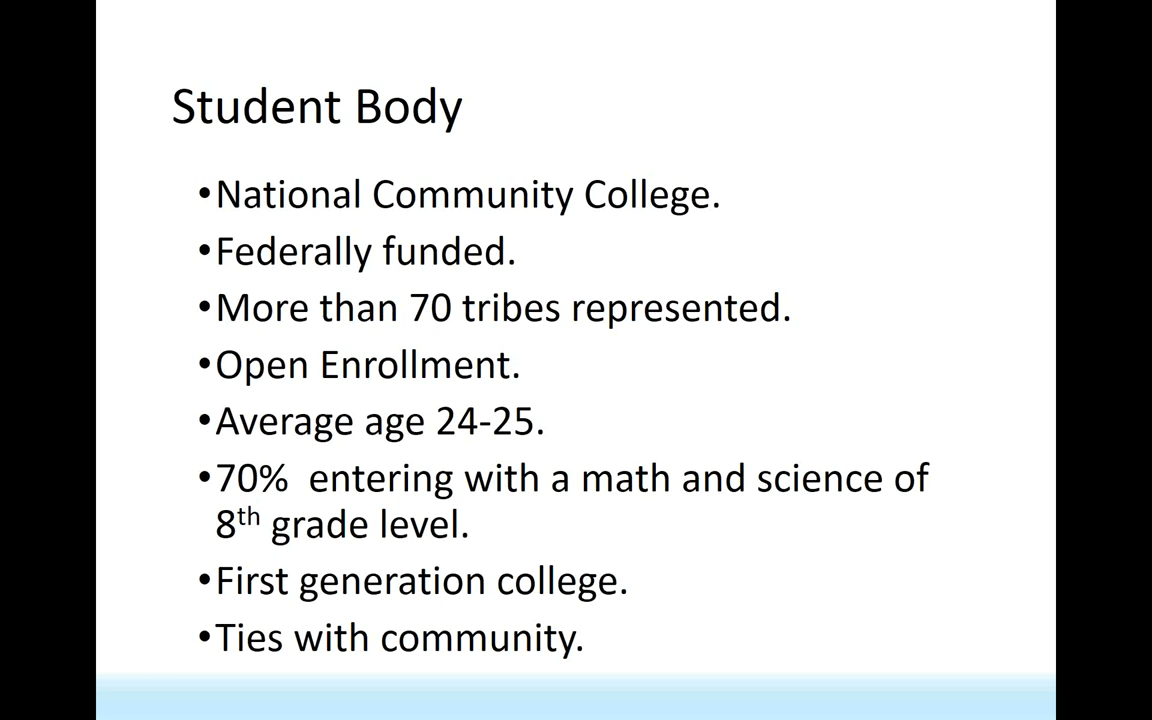 Student Body
•National Community College.
•Federally funded.
•More than 70 tribes represented.
•Open Enrollment.
•Average age 24-25.
•70%  entering with a math and science of
8th grade level.
•First generation college.
•Ties with community.